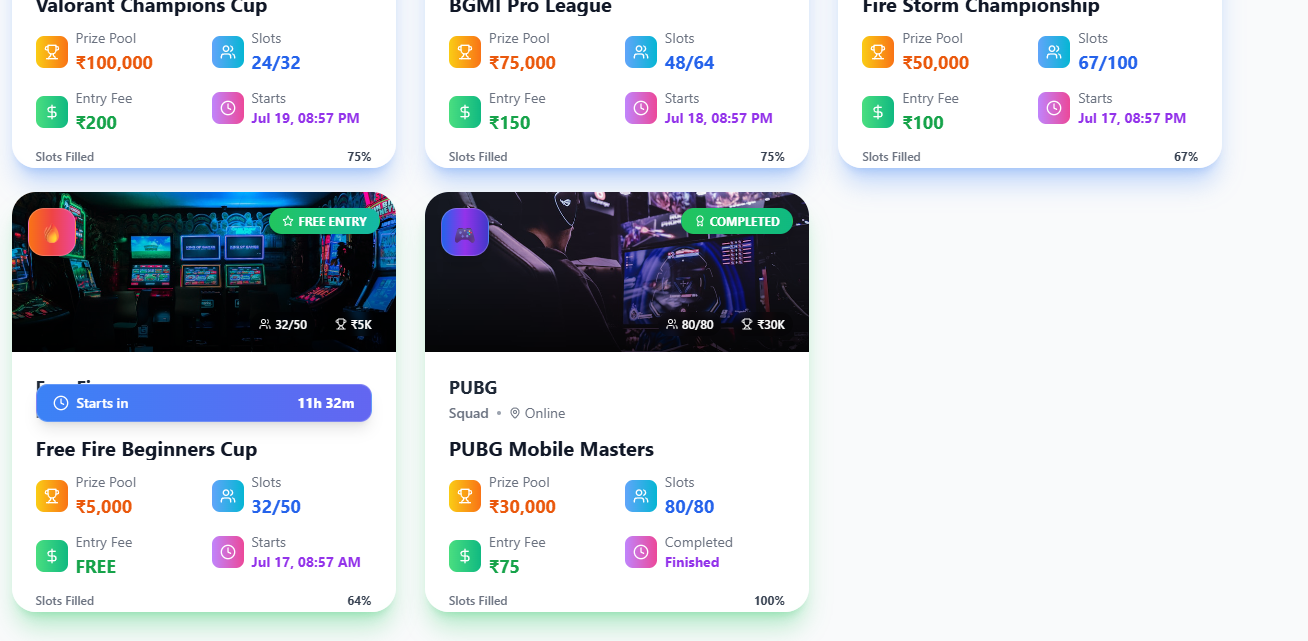 Valorant Champions Cup
Prize Pool
₹100,000
Slots
24/32
Entry Fee
₹200
Starts
Jul 19, 08:57 PM
Slots Filled
75%
BGMI Pro League
Prize Pool
₹75,000
Slots
48/64
Entry Fee
₹150
Starts
Jul 18, 08:57 PM
Slots Filled
75%
Fire Storm Championship
Prize Pool
₹50,000
Slots
67/100
Entry Fee
₹100
Starts
Jul 17, 08:57 PM
Slots Filled
67%
FREE ENTRY
32/50
₹5K
Starts in
11h 32m
Free Fire Beginners Cup
Prize Pool
₹5,000
Slots
32/50
Entry Fee
FREE
Starts
Jul 17, 08:57 AM
Slots Filled
64%
COMPLETED
80/80
₹30K
PUBG
Squad • Online
PUBG Mobile Masters
Prize Pool
₹30,000
Slots
80/80
Entry Fee
₹75
Completed
Finished
Slots Filled
100%